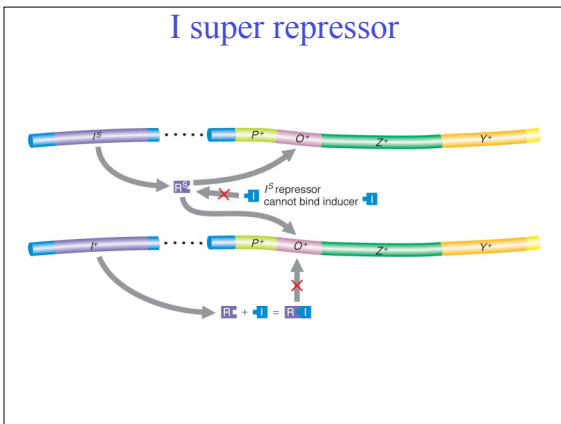 I super repressor
I^S ····· P+ O+ Z+ Y+
R^S
I
I^S repressor
cannot bind inducer I
I+ ····· P+ O+ Z+ Y+
R + I = R I